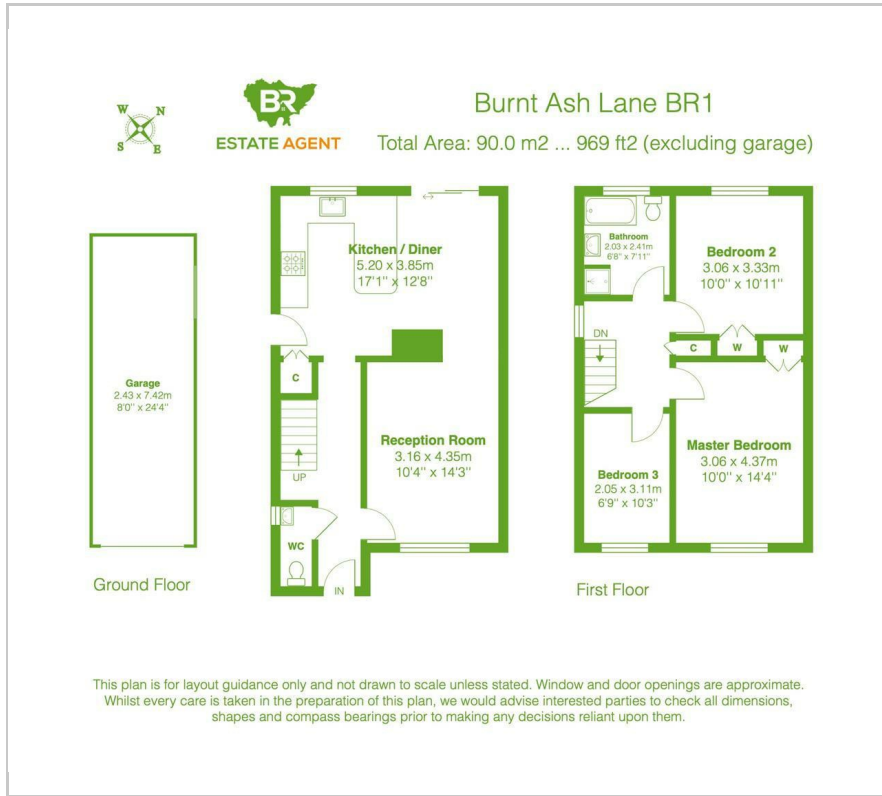 W N
S E
BR
ESTATE AGENT
Burnt Ash Lane BR1
Total Area: 90.0 m2 ... 969 ft2 (excluding garage)
Garage
2.43 x 7.42m
8'0" x 24'4"
Ground Floor
Kitchen / Diner
5.20 x 3.85m
17'1" x 12'8"
C
UP
Reception Room
3.16 x 4.35m
10'4" x 14'3"
WC
IN
Bathroom
2.03 x 2.41m
6'8" x 7'11"
Bedroom 2
3.06 x 3.33m
10'0" x 10'11"
DN
C
W
W
Master Bedroom
3.06 x 4.37m
10'0" x 14'4"
Bedroom 3
2.05 x 3.11m
6'9" x 10'3"
First Floor
This plan is for layout guidance only and not drawn to scale unless stated. Window and door openings are approximate.
Whilst every care is taken in the preparation of this plan, we would advise interested parties to check all dimensions,
shapes and compass bearings prior to making any decisions reliant upon them.